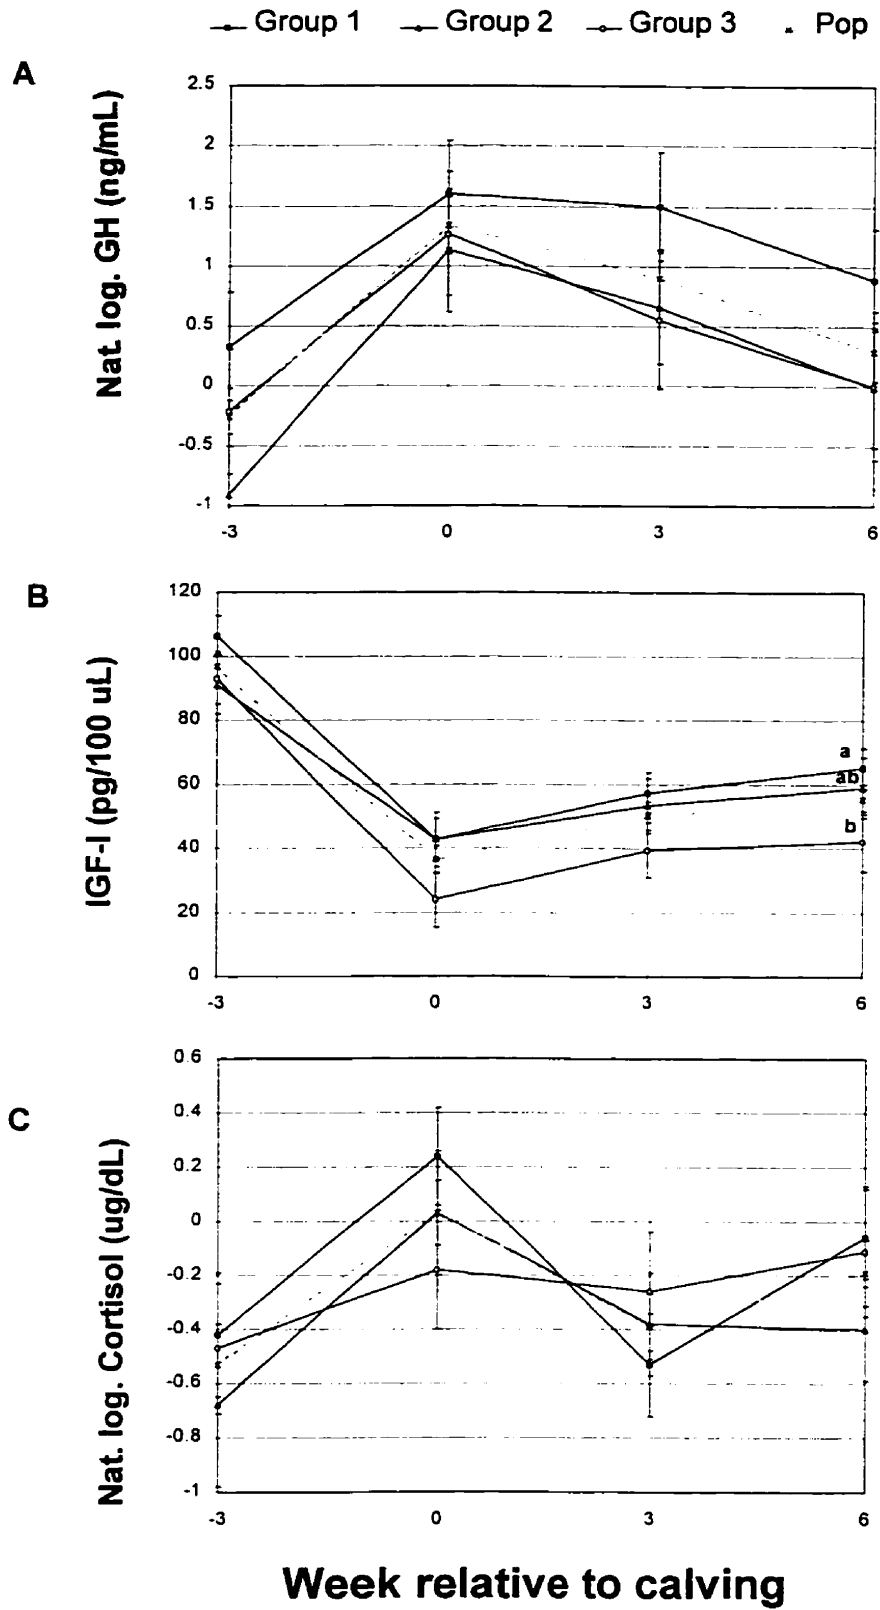 Group 1 Group 2 Group 3 Pop
A
Nat. log. GH (ng/mL)
2.5
2
1.5
1
0.5
0
-0.5
-1
-3 0 3 6
B
IGF-I (pg/100 uL)
120
100
80
60
40
20
0
a
ab
b
-3 0 3 6
C
Nat. log. Cortisol (ug/dL)
0.6
0.4
0.2
0
-0.2
-0.4
-0.6
-0.8
-1
-3 0 3 6
Week relative to calving